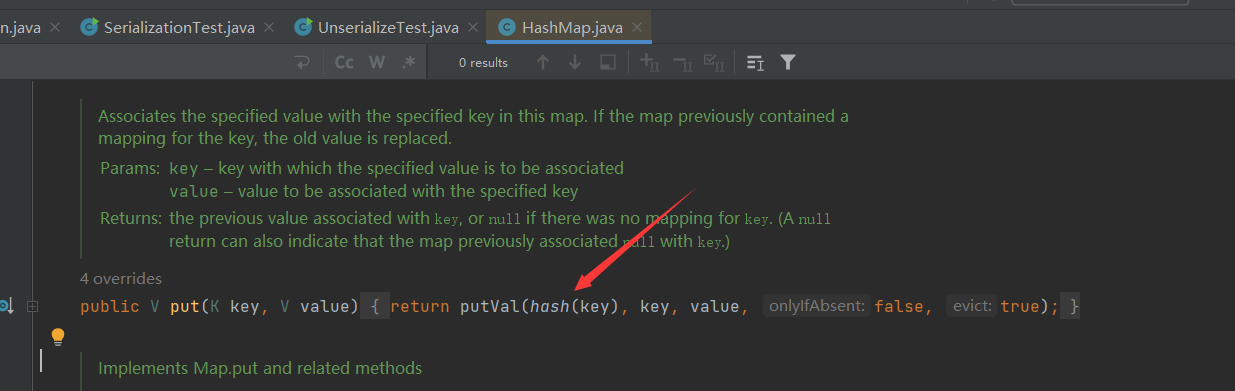 n.java SerializationTest.java UnserializeTest.java HashMap.java
Cc W .* 0 results
Associates the specified value with the specified key in this map. If the map previously contained a
mapping for the key, the old value is replaced.
Params: key – key with which the specified value is to be associated
value – value to be associated with the specified key
Returns: the previous value associated with key, or null if there was no mapping for key. (A null
return can also indicate that the map previously associated null with key.)
4 overrides
public V put(K key, V value) { return putVal(hash(key), key, value, onlyIfAbsent: false, evict: true); }
Implements Map.put and related methods